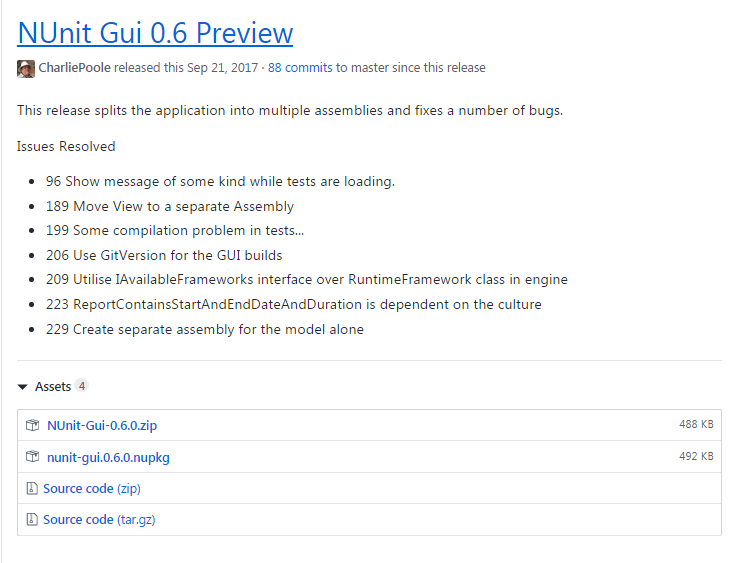 NUnit Gui 0.6 Preview
CharliePoole released this Sep 21, 2017 · 88 commits to master since this release
This release splits the application into multiple assemblies and fixes a number of bugs.
Issues Resolved
• 96 Show message of some kind while tests are loading.
• 189 Move View to a separate Assembly
• 199 Some compilation problem in tests...
• 206 Use GitVersion for the GUI builds
• 209 Utilise IAvailableFrameworks interface over RuntimeFramework class in engine
• 223 ReportContainsStartAndEndDateAndDuration is dependent on the culture
• 229 Create separate assembly for the model alone
Assets 4
NUnit-Gui-0.6.0.zip 488 KB
nunit-gui.0.6.0.nupkg 492 KB
Source code (zip)
Source code (tar.gz)